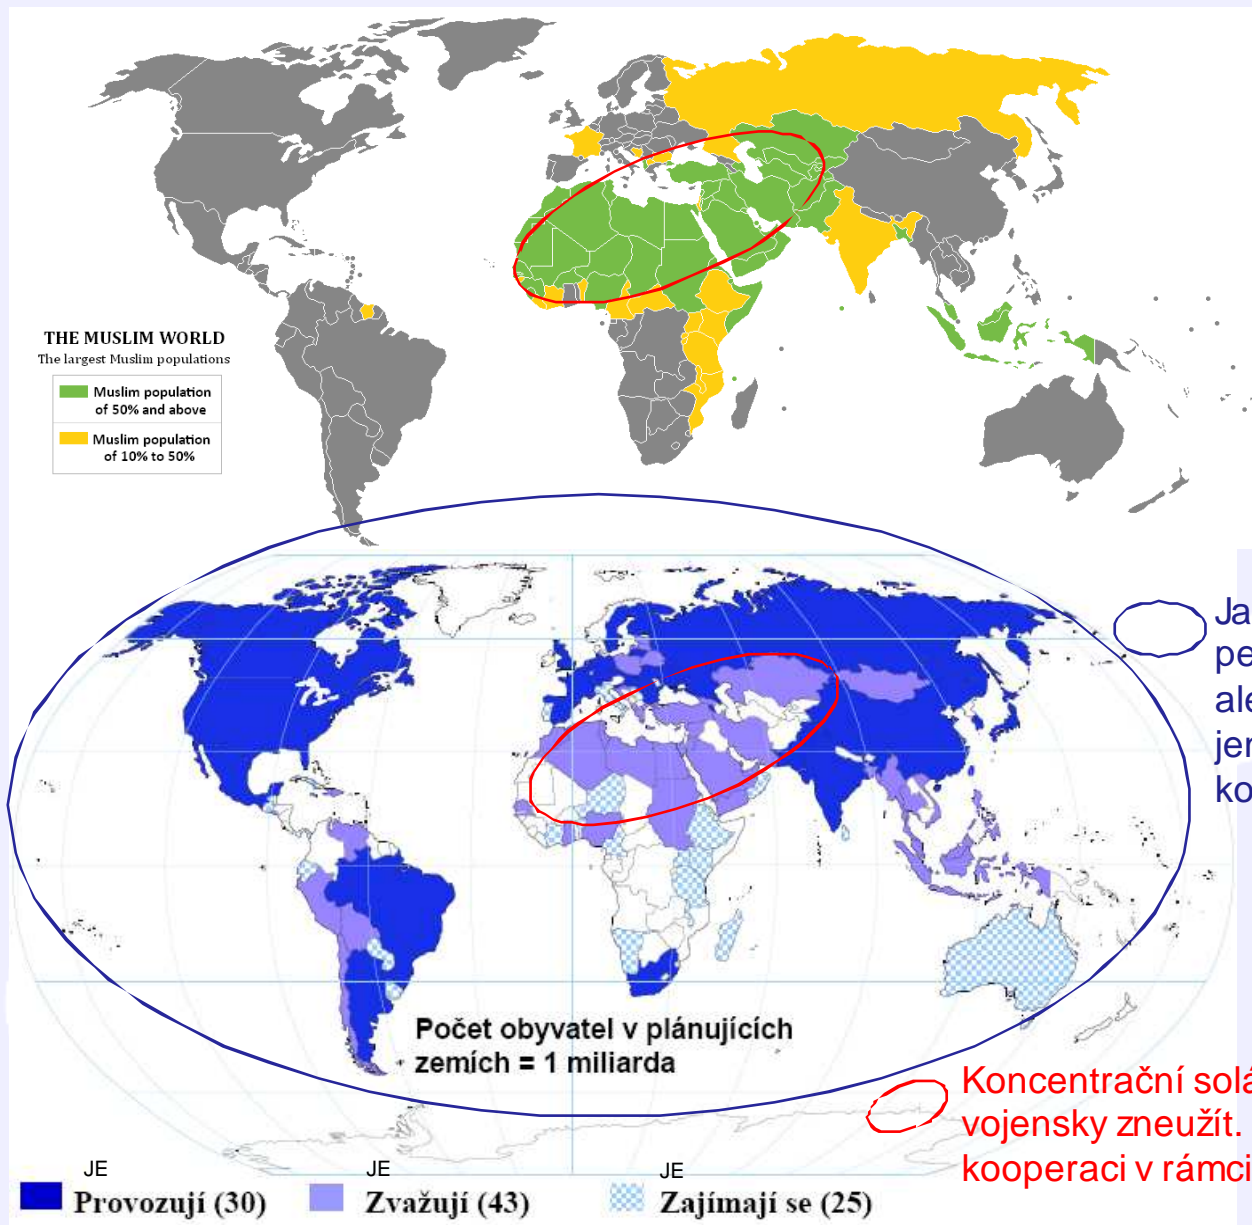 THE MUSLIM WORLD
The largest Muslim populations
Muslim population
of 50% and above
Muslim population
of 10% to 50%
Počet obyvatel v plánujících
zemích = 1 miliarda
Koncentrační
vojensky zneužít.
kooperaci v rámci
JE JE JE
Provozují (30) Zvažují (43) Zajímají se (25)